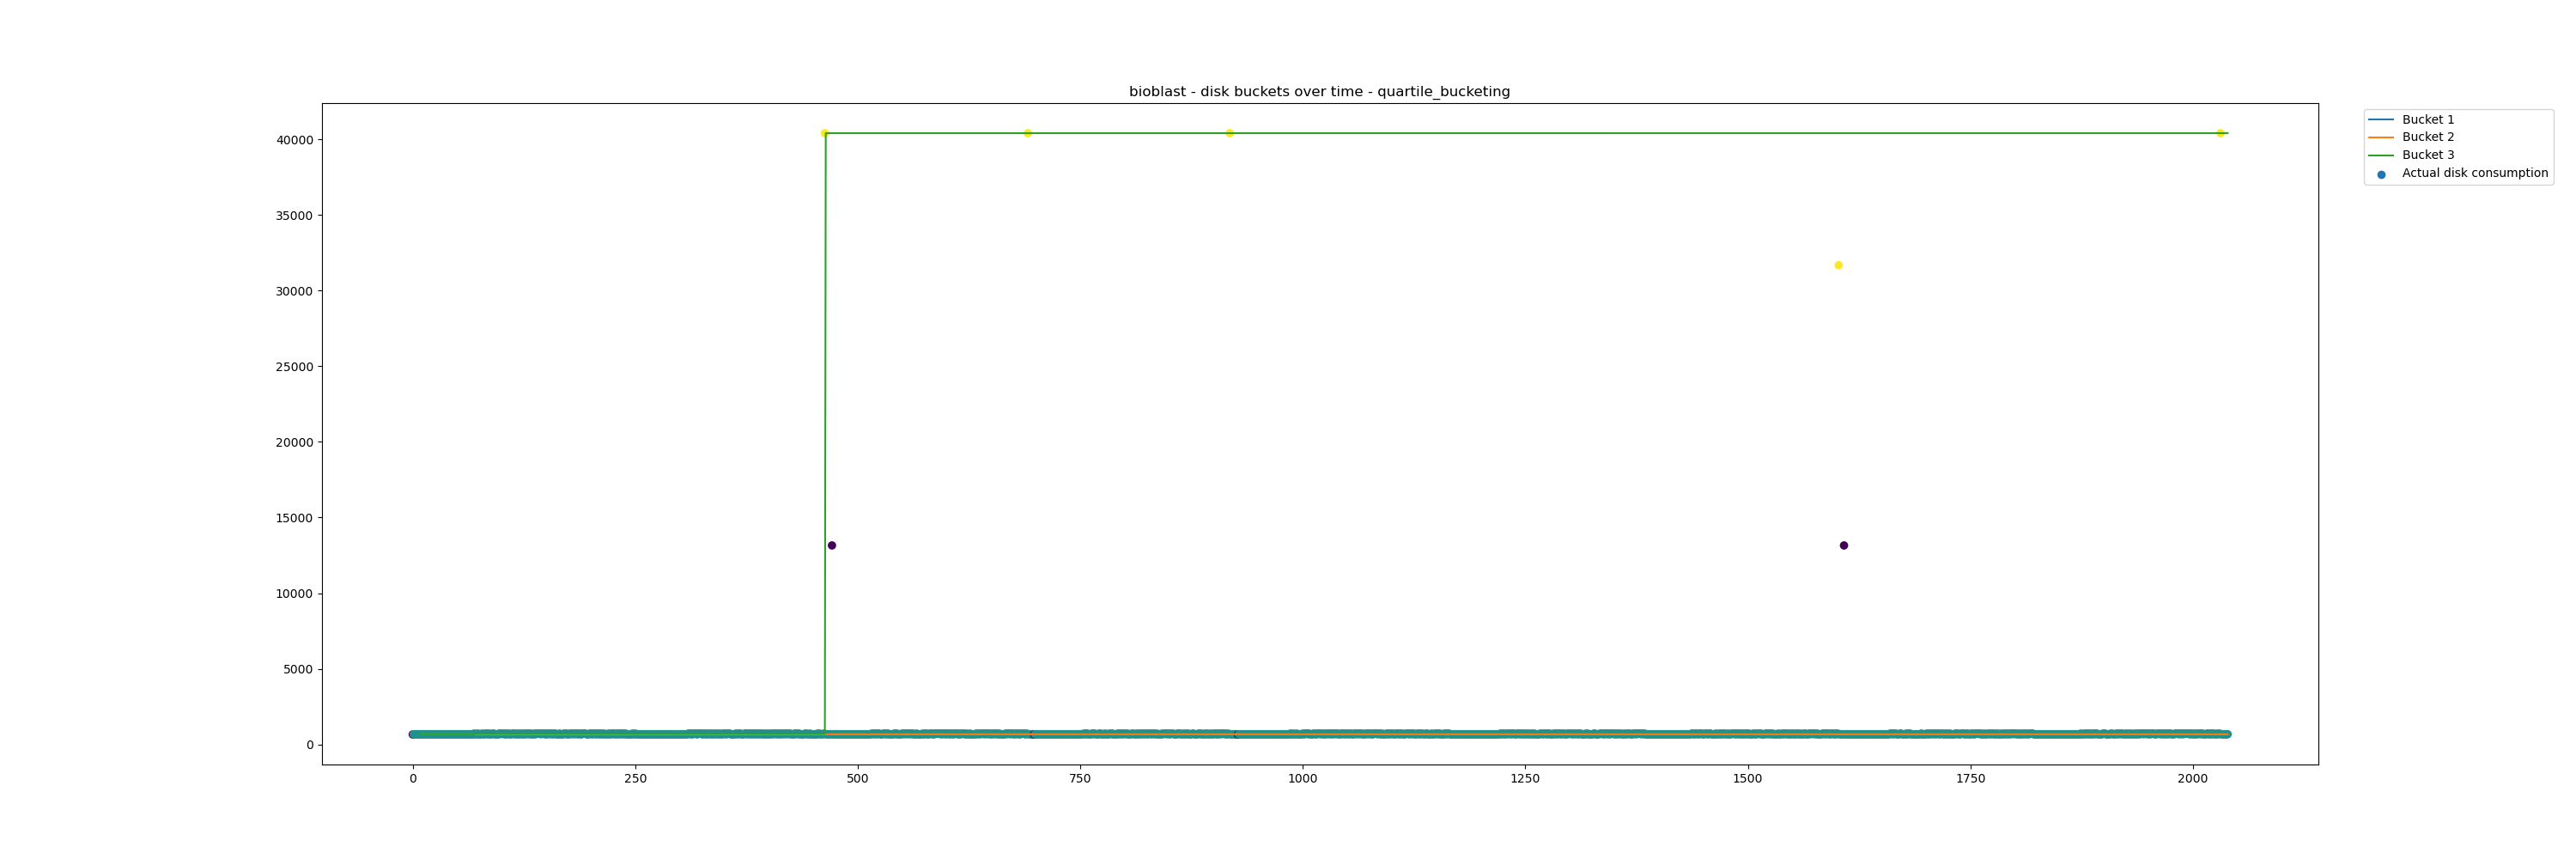 bioblast - disk buckets over time - quartile_bucketing
40000
35000
30000
25000
20000
15000
10000
5000
0
0 250 500 750 1000 1250 1500 1750 2000
Bucket 1
Bucket 2
Bucket 3
Actual disk consumption